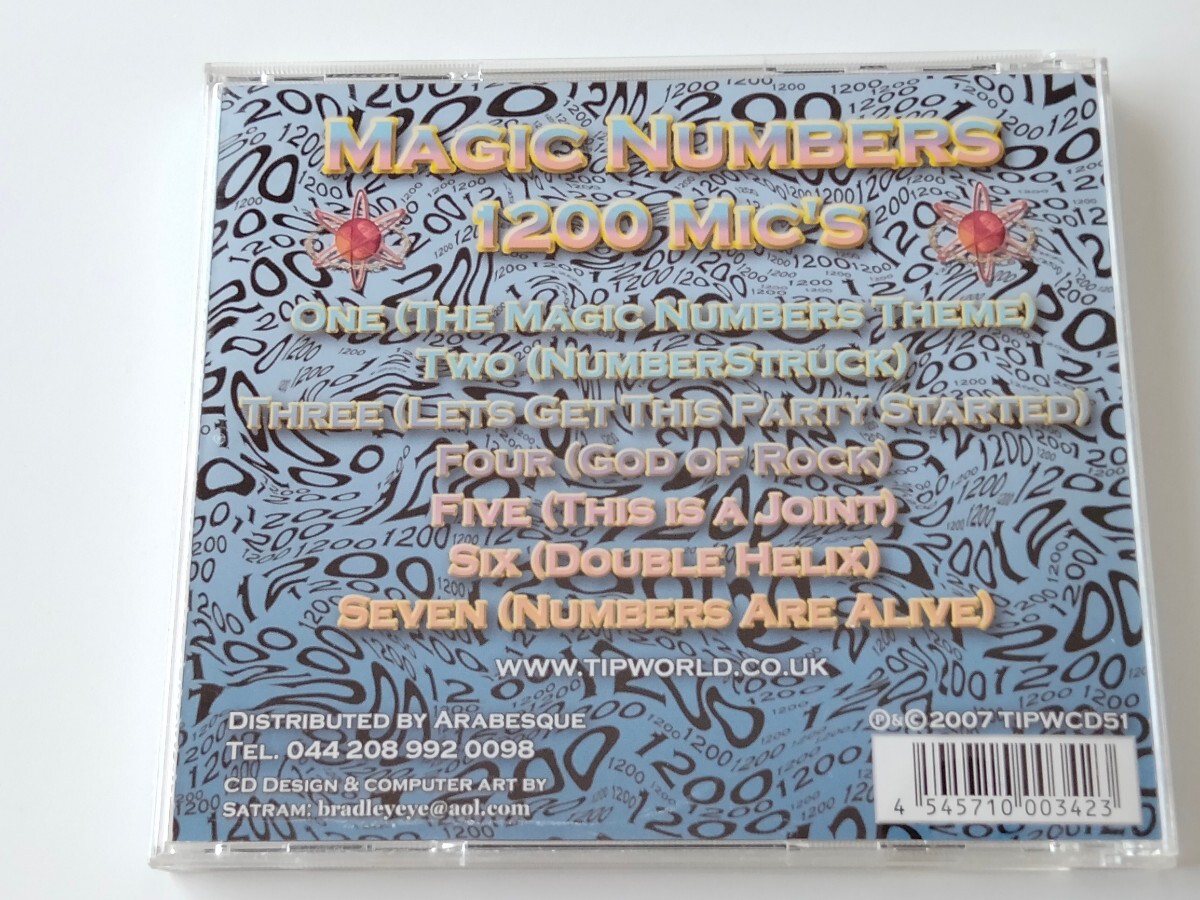 MAGIC NUMBERS
1200 MIC'S
ONE (THE MAGIC NUMBERS THEME)
TWO (NUMBERSTRUCK)
THREE (LETS GET THIS PARTY STARTED)
FOUR (GOD OF ROCK)
FIVE (THIS IS A JOINT)
SIX (DOUBLE HELIX)
SEVEN (NUMBERS ARE ALIVE)
WWW.TIPWORLD.CO.UK
DISTRIBUTED BY ARABESQUE
TEL. 044 208 992 0098
CD DESIGN & COMPUTER ART BY
SATRAM: bradleyeye@aol.com
℗&©2007 TIPWCD51
4 545710 003423